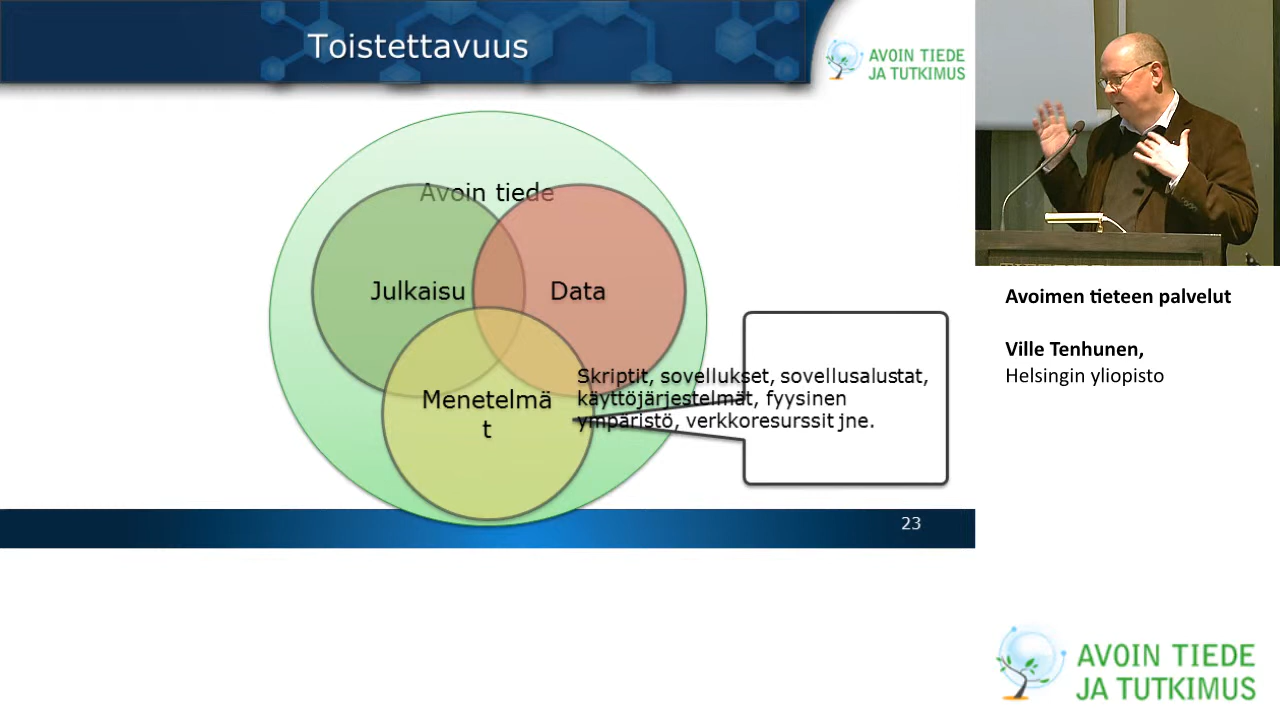 Toistettavuus
AVOIN TIEDE
JA TUTKIMUS
Avoin tiede
Julkaisu
Data
Menetelmä
t
Skriptit, sovellukset, sovellusalustat,
käyttöjärjestelmät, fyysinen
ympäristö, verkkoresurssit jne.
23
Avoimen tieteen palvelut
Ville Tenhunen,
Helsingin yliopisto
AVOIN TIEDE
JA TUTKIMUS